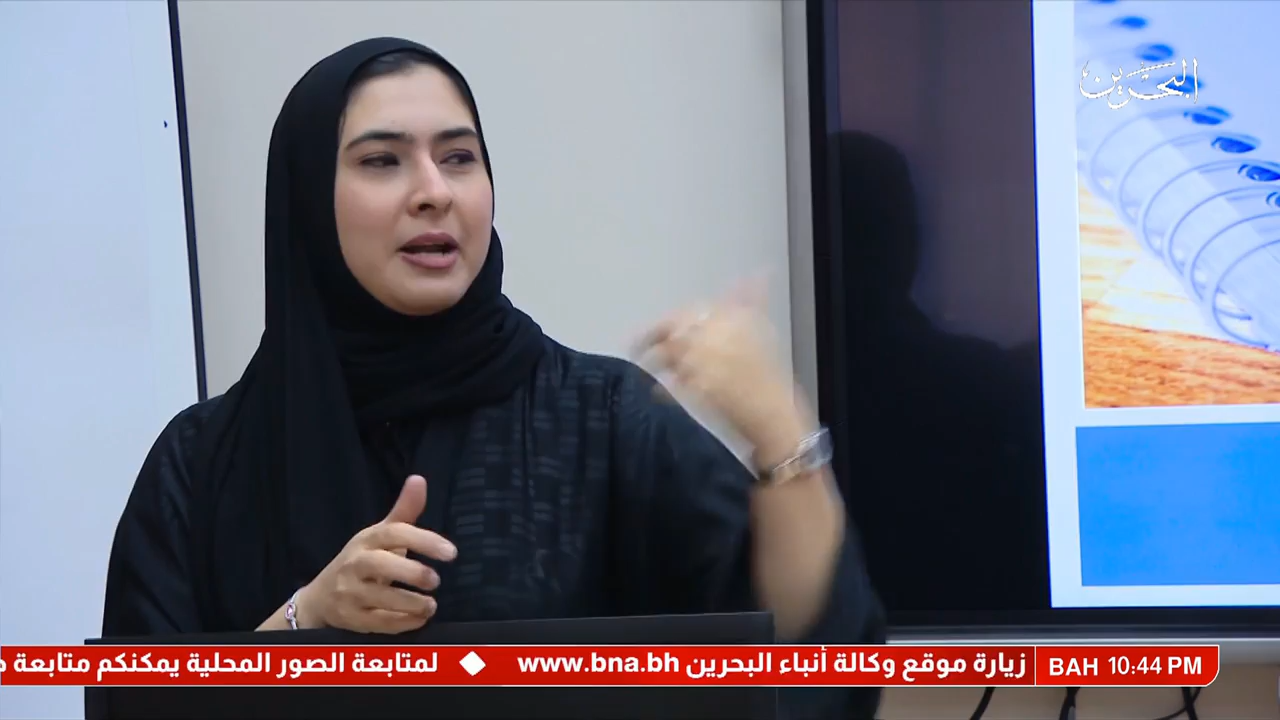 البحرين
زيارة موقع وكالة أنباء البحرين www.bna.bh ◆ لمتابعة الصور المحلية يمكنكم متابعة
BAH 10:44 PM